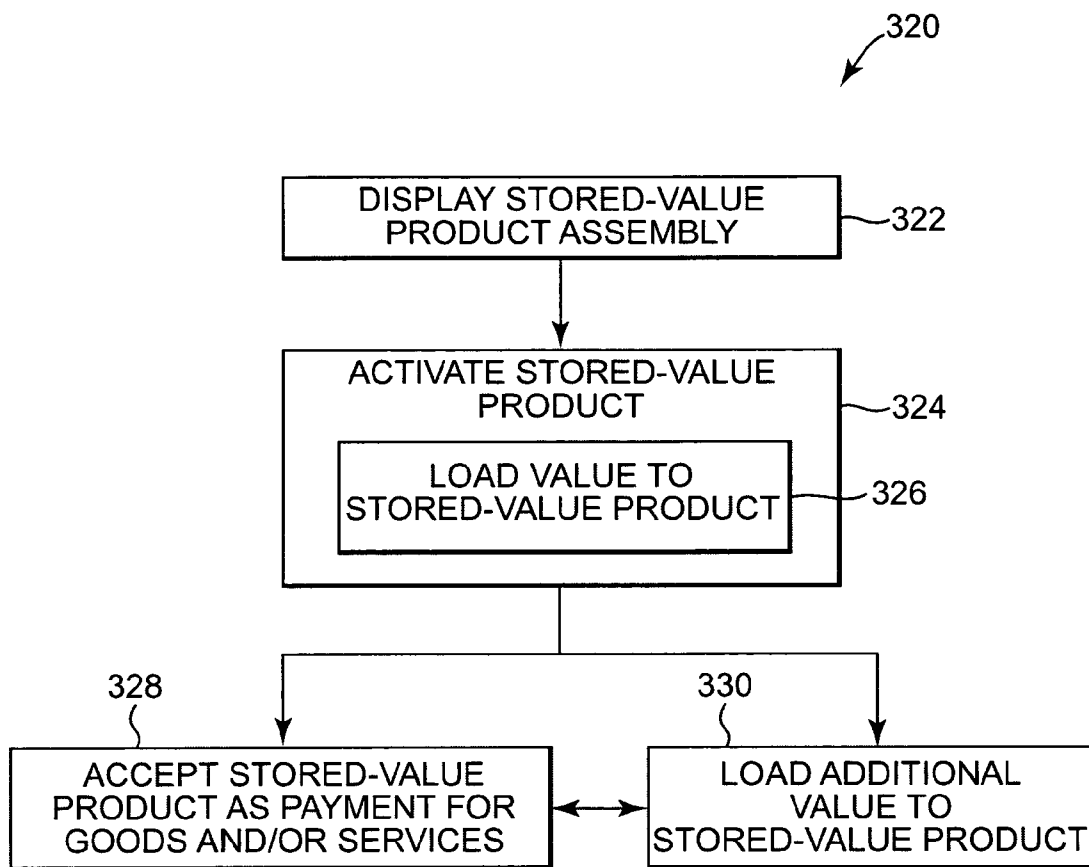 320
DISPLAY STORED-VALUE
PRODUCT ASSEMBLY
322
ACTIVATE STORED-VALUE
PRODUCT
324
LOAD VALUE TO
STORED-VALUE PRODUCT
326
328
ACCEPT STORED-VALUE
PRODUCT AS PAYMENT FOR
GOODS AND/OR SERVICES
330
LOAD ADDITIONAL
VALUE TO
STORED-VALUE PRODUCT